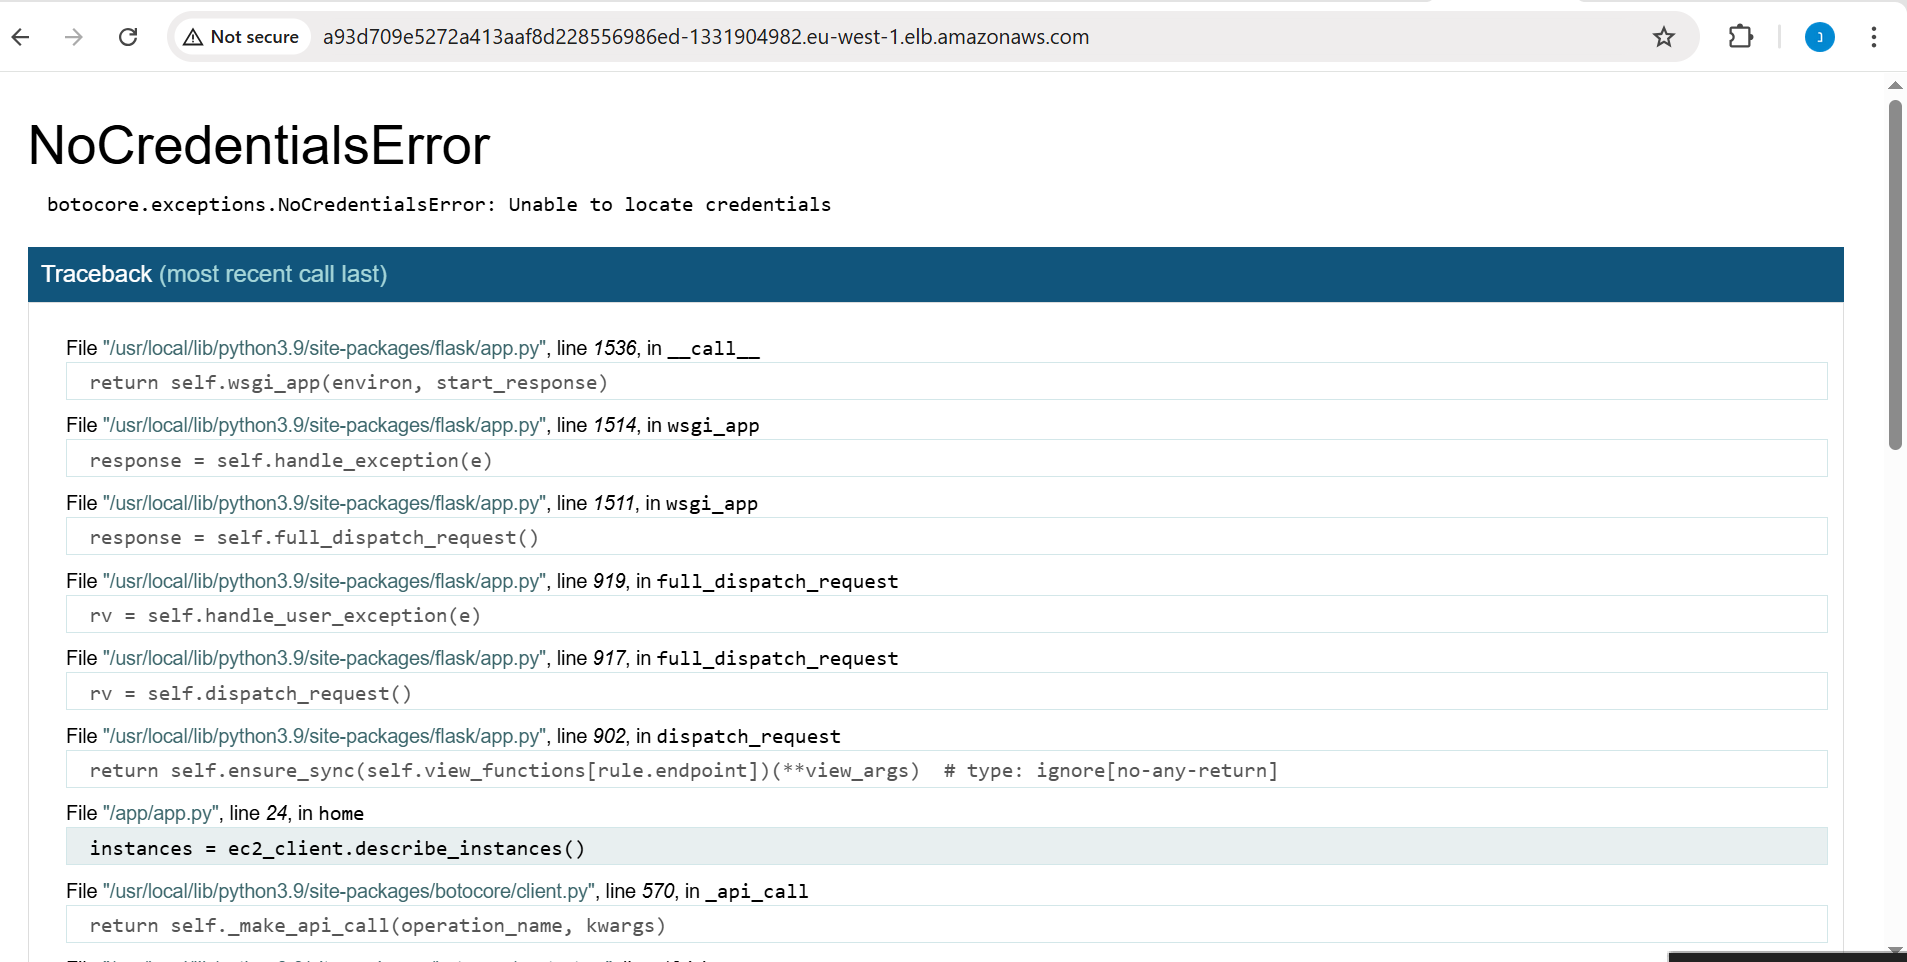 Not secure a93d709e5272a413aaf8d228556986ed-1331904982.eu-west-1.elb.amazonaws.com
נ
NoCredentialsError
botocore.exceptions.NoCredentialsError: Unable to locate credentials
Traceback (most recent call last)
File "/usr/local/lib/python3.9/site-packages/flask/app.py", line 1536, in __call__
return self.wsgi_app(environ, start_response)
File "/usr/local/lib/python3.9/site-packages/flask/app.py", line 1514, in wsgi_app
response = self.handle_exception(e)
File "/usr/local/lib/python3.9/site-packages/flask/app.py", line 1511, in wsgi_app
response = self.full_dispatch_request()
File "/usr/local/lib/python3.9/site-packages/flask/app.py", line 919, in full_dispatch_request
rv = self.handle_user_exception(e)
File "/usr/local/lib/python3.9/site-packages/flask/app.py", line 917, in full_dispatch_request
rv = self.dispatch_request()
File "/usr/local/lib/python3.9/site-packages/flask/app.py", line 902, in dispatch_request
return self.ensure_sync(self.view_functions[rule.endpoint])(**view_args)  # type: ignore[no-any-return]
File "/app/app.py", line 24, in home
instances = ec2_client.describe_instances()
File "/usr/local/lib/python3.9/site-packages/botocore/client.py", line 570, in _api_call
return self._make_api_call(operation_name, kwargs)